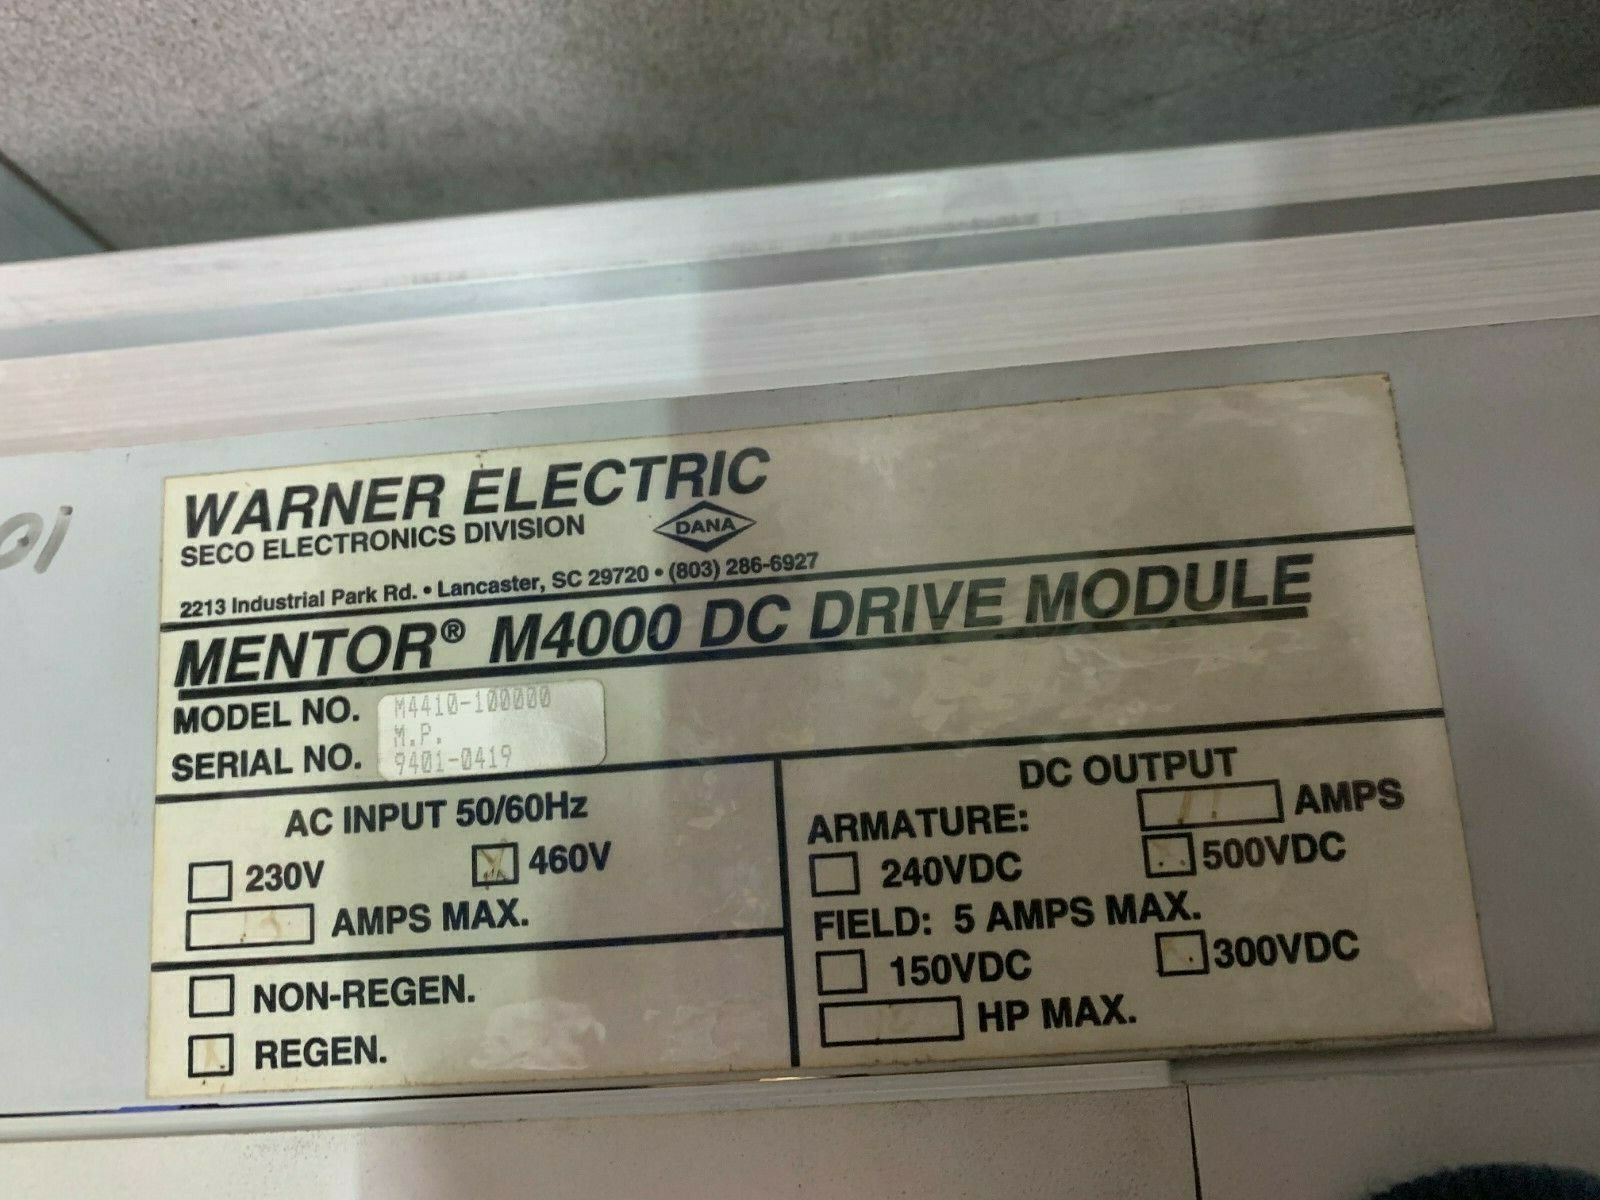 WARNER ELECTRIC
SECO ELECTRONICS DIVISION
DANA
2213 Industrial Park Rd. • Lancaster, SC 29720 • (803) 286-6927
MENTOR® M4000 DC DRIVE MODULE
MODEL NO. M4410-100000
M.P.
SERIAL NO. 9401-0419
AC INPUT 50/60Hz
230V 460V
AMPS MAX.
NON-REGEN.
REGEN.
DC OUTPUT
ARMATURE: AMPS
240VDC 500VDC
FIELD: 5 AMPS MAX.
150VDC 300VDC
HP MAX.